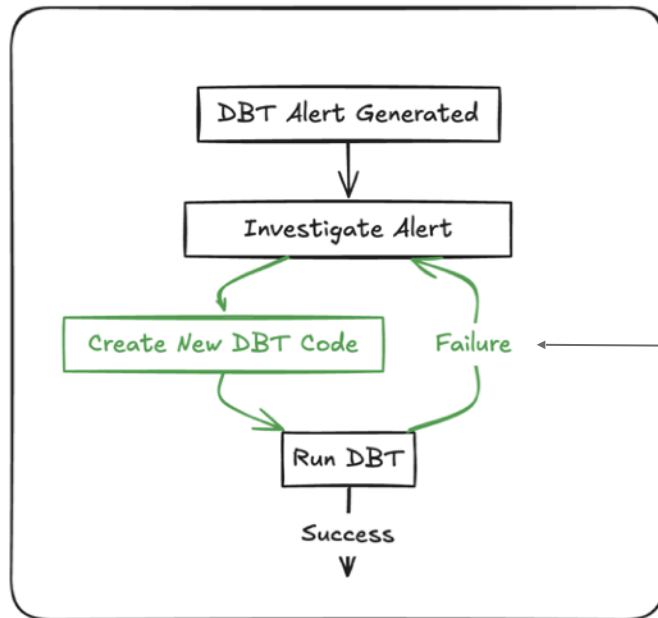 DBT Alert Generated
Investigate Alert
Create New DBT Code
Failure
Run DBT
Success